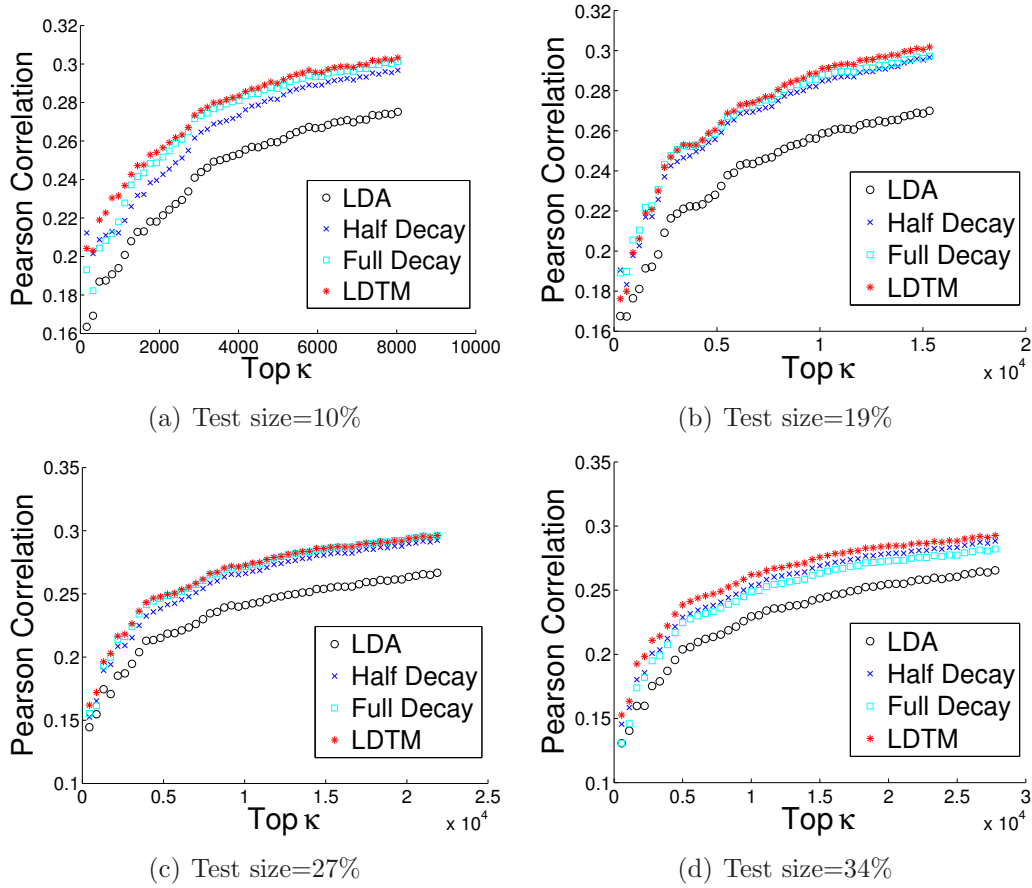 0.32
0.3
0.28
0.26
0.24
0.22
0.2
0.18
0.16
Pearson Correlation
0
2000
4000
6000
8000
10000
Top κ
LDA
Half Decay
Full Decay
LDTM
(a) Test size=10%
0.32
0.3
0.28
0.26
0.24
0.22
0.2
0.18
0.16
Pearson Correlation
0
0.5
1
1.5
2
x 10⁴
Top κ
LDA
Half Decay
Full Decay
LDTM
(b) Test size=19%
0.35
0.3
0.25
0.2
0.15
0.1
Pearson Correlation
0
0.5
1
1.5
2
2.5
x 10⁴
Top κ
LDA
Half Decay
Full Decay
LDTM
(c) Test size=27%
0.35
0.3
0.25
0.2
0.15
0.1
Pearson Correlation
0
0.5
1
1.5
2
2.5
3
x 10⁴
Top κ
LDA
Half Decay
Full Decay
LDTM
(d) Test size=34%